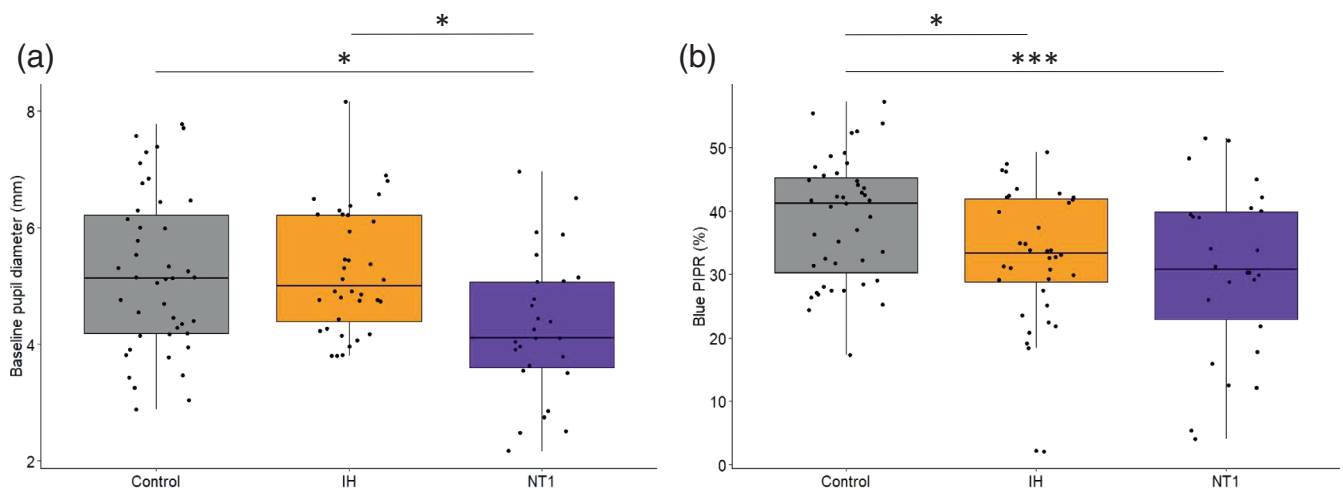 (a)
*
*
Baseline pupil diameter (mm)
8
6
4
2
Control IH NT1
(b)
*
***
Blue PIPR (%)
50
40
30
20
10
0
Control IH NT1